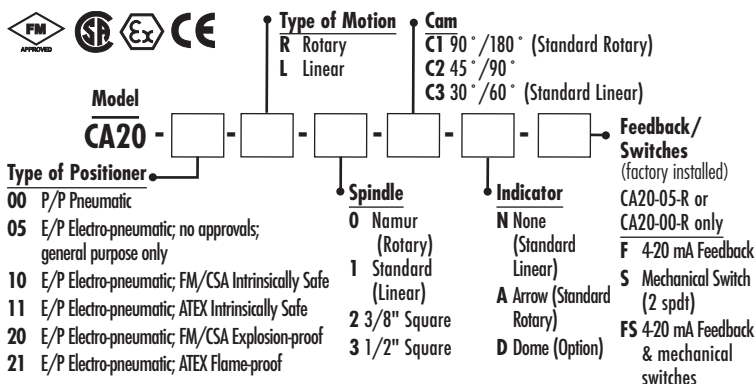 FM
APPROVED
SA
Ex
CE
Type of Motion
R Rotary
L Linear
Cam
C1 90˚/180˚ (Standard Rotary)
C2 45˚/90˚
C3 30˚/60˚ (Standard Linear)
Model
CA20 - - - - - -
Type of Positioner
00 P/P Pneumatic
05 E/P Electro-pneumatic; no approvals;
general purpose only
10 E/P Electro-pneumatic; FM/CSA Intrinsically Safe
11 E/P Electro-pneumatic; ATEX Intrinsically Safe
20 E/P Electro-pneumatic; FM/CSA Explosion-proof
21 E/P Electro-pneumatic; ATEX Flame-proof
Spindle
0 Namur
(Rotary)
1 Standard
(Linear)
2 3/8" Square
3 1/2" Square
Indicator
N None
(Standard
Linear)
A Arrow (Standard
Rotary)
D Dome (Option)
Feedback/
Switches
(factory installed)
CA20-05-R or
CA20-00-R only
F 4-20 mA Feedback
S Mechanical Switch
(2 spdt)
FS 4-20 mA Feedback
& mechanical
switches